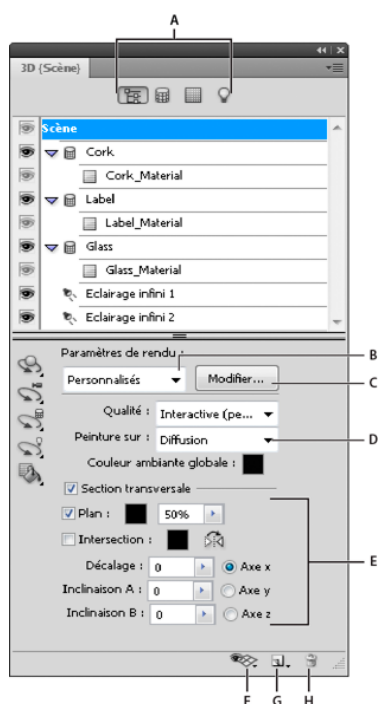 A
3D {Scène}
Scène
Cork
Cork_Material
Label
Label_Material
Glass
Glass_Material
Eclairage infini 1
Eclairage infini 2
Paramètres de rendu :
B
Personnalisés Modifier...
C
Qualité : Interactive (pe...
Peinture sur : Diffusion
D
Couleur ambiante globale :
Section transversale
Plan : 50%
Intersection :
E
Décalage : 0 Axe x
Inclinaison A : 0 Axe y
Inclinaison B : 0 Axe z
F G H